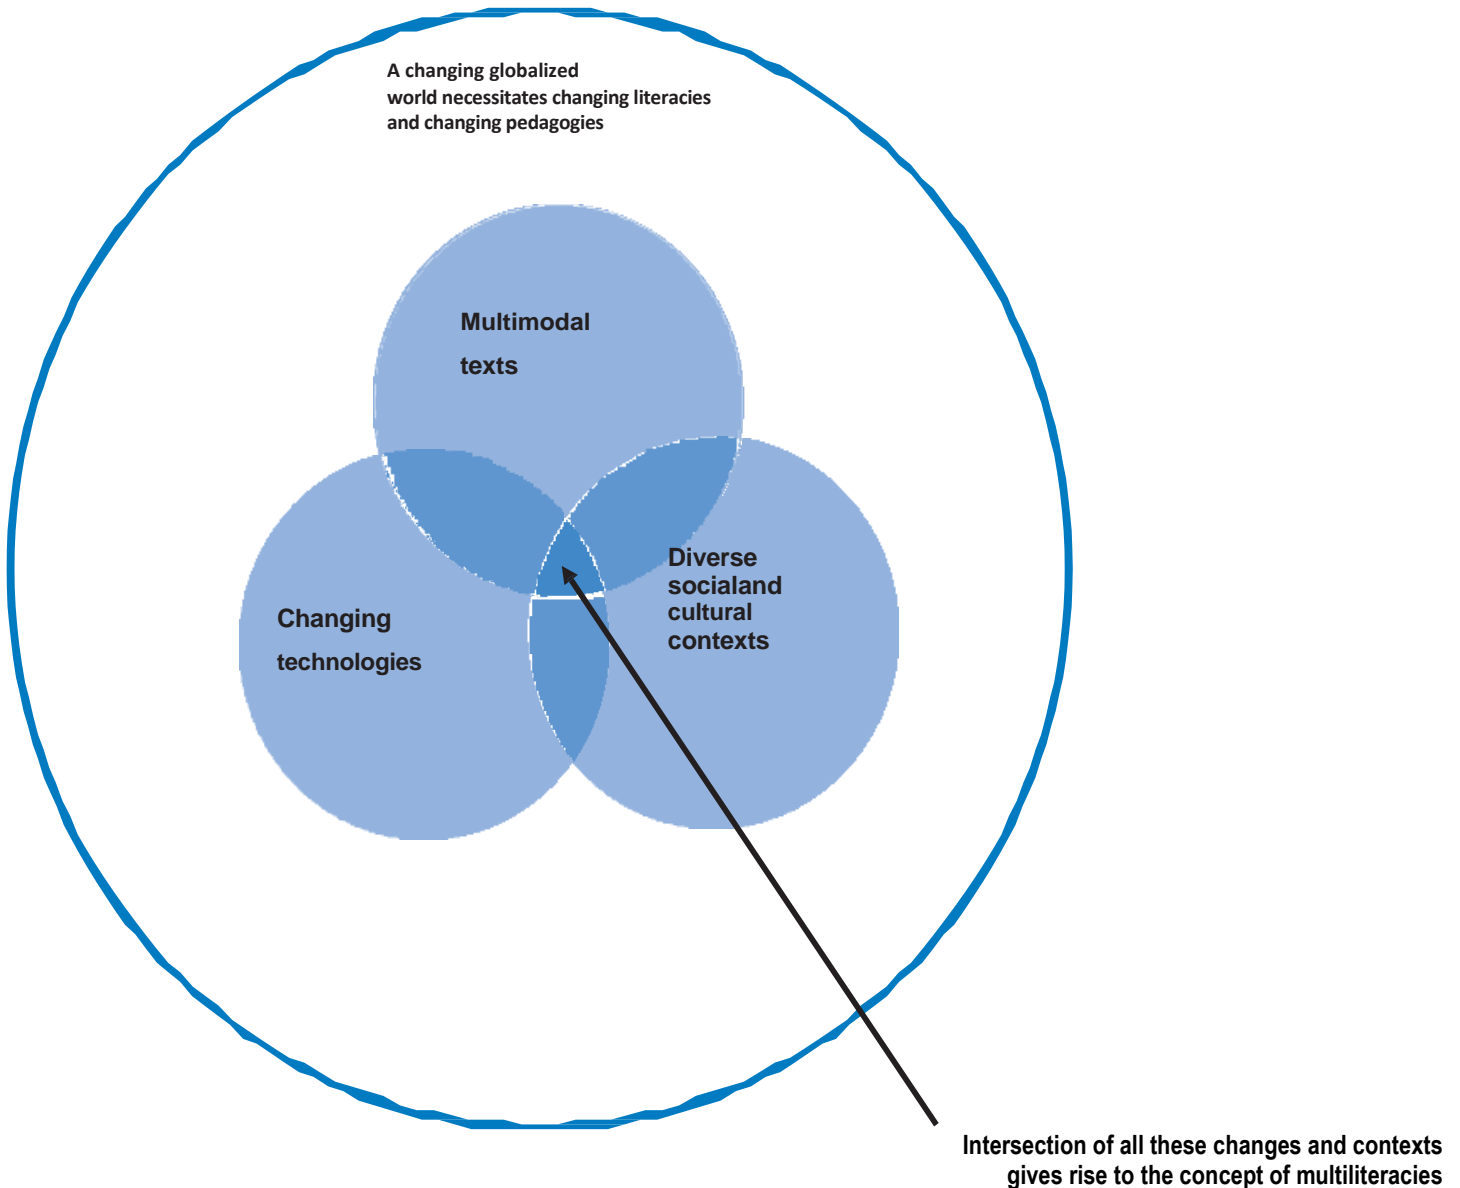 A changing globalized
world necessitates changing literacies
and changing pedagogies
Multimodal
texts
Diverse
socialand
cultural
contexts
Changing
technologies
Intersection of all these changes and contexts
gives rise to the concept of multiliteracies